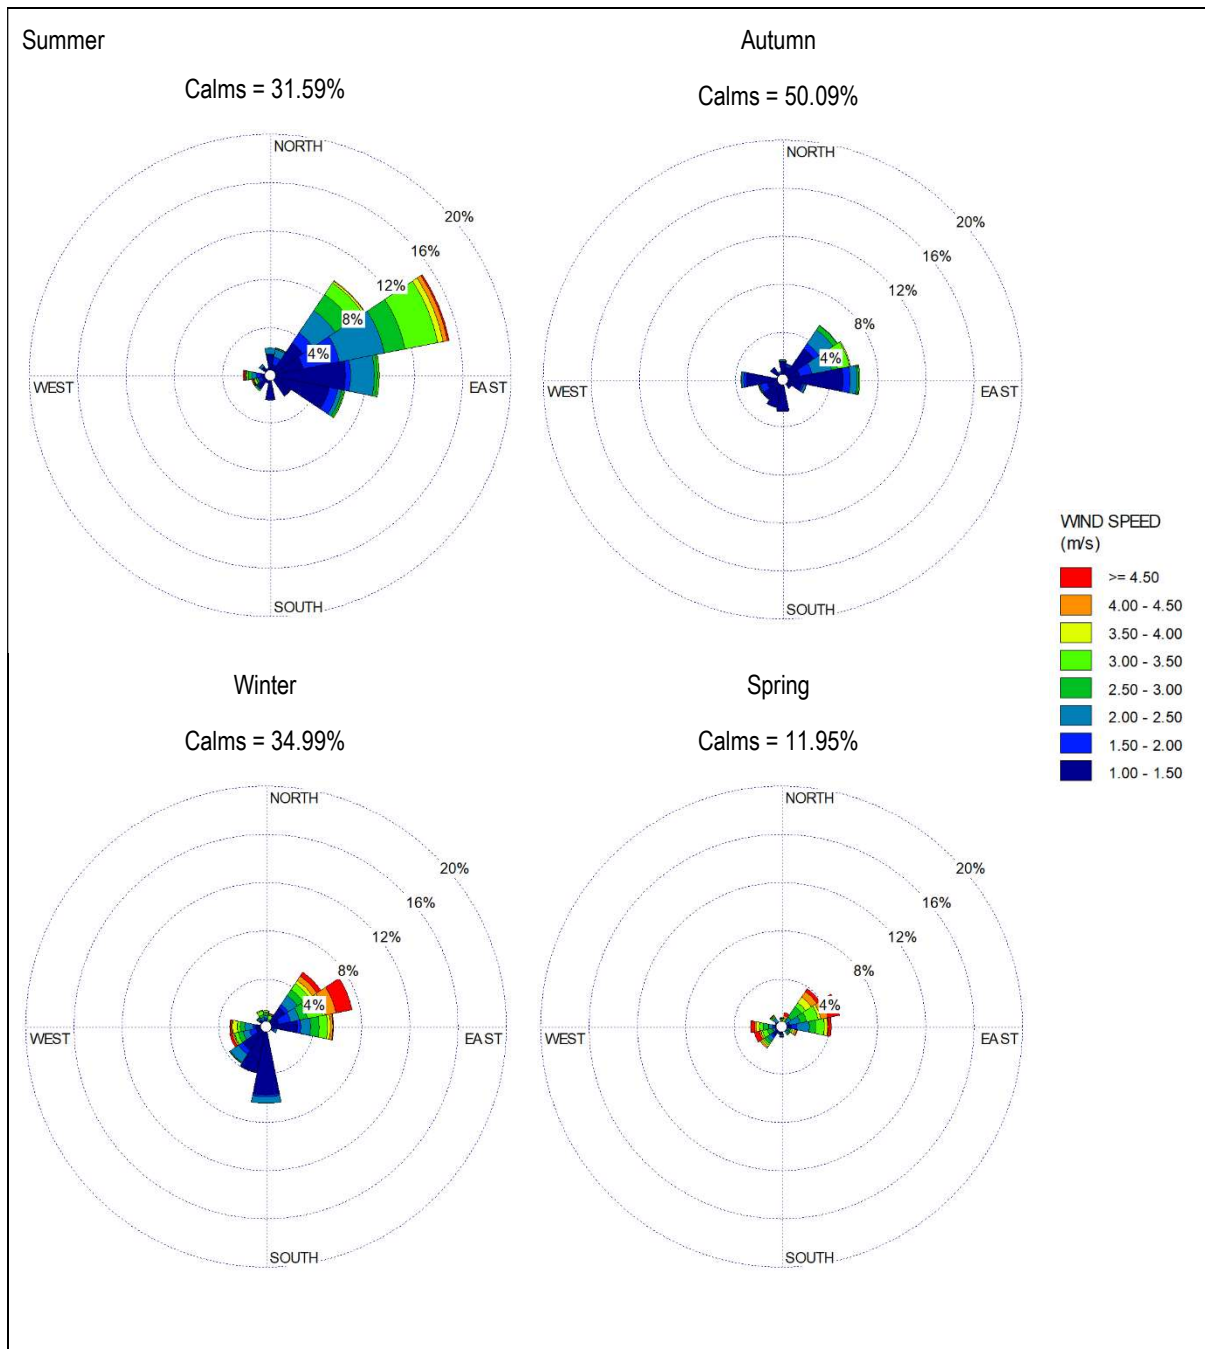 Summer
Calms = 31.59%
NORTH
20%
16%
12%
8%
4%
WEST
EAST
SOUTH
Autumn
Calms = 50.09%
NORTH
20%
16%
12%
8%
4%
WEST
EAST
SOUTH
WIND SPEED
(m/s)
>= 4.50
4.00 - 4.50
3.50 - 4.00
3.00 - 3.50
2.50 - 3.00
2.00 - 2.50
1.50 - 2.00
1.00 - 1.50
Winter
Calms = 34.99%
NORTH
20%
16%
12%
8%
4%
WEST
EAST
SOUTH
Spring
Calms = 11.95%
NORTH
20%
16%
12%
8%
4%
WEST
EAST
SOUTH